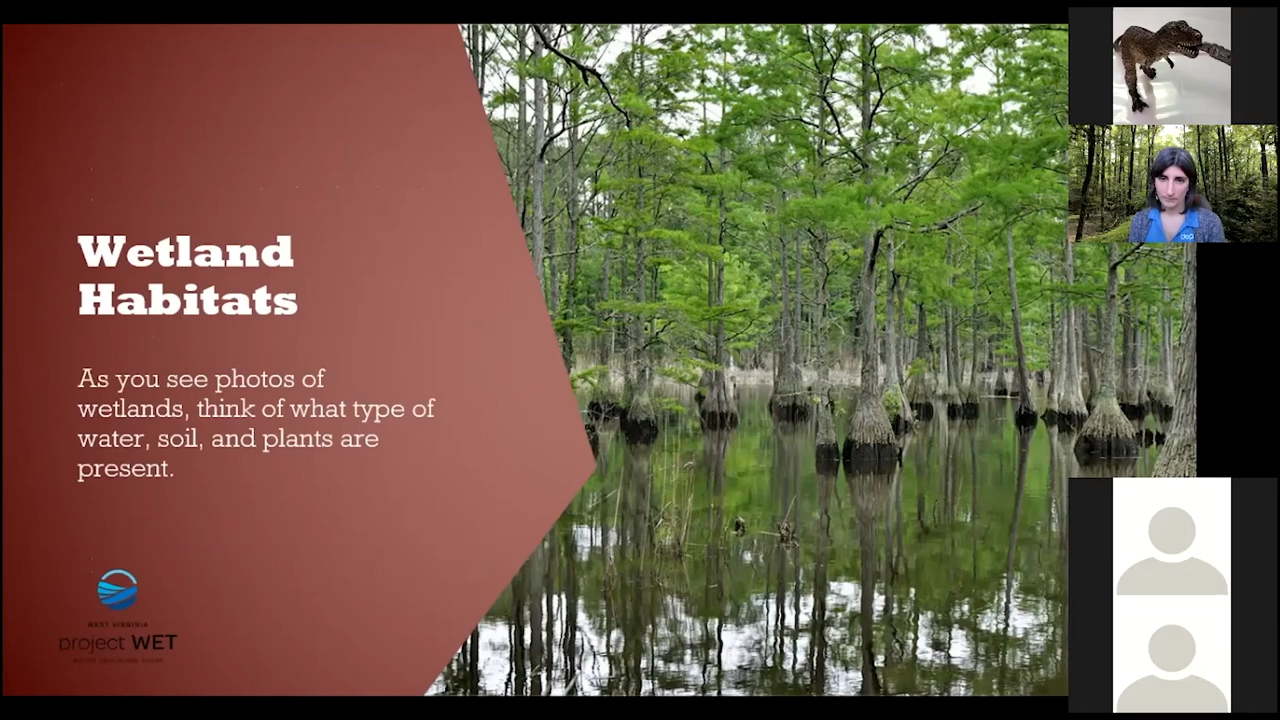 Wetland
Habitats
As you see photos of
wetlands, think of what type of
water, soil, and plants are
present.
WEST VIRGINIA
project WET
dep